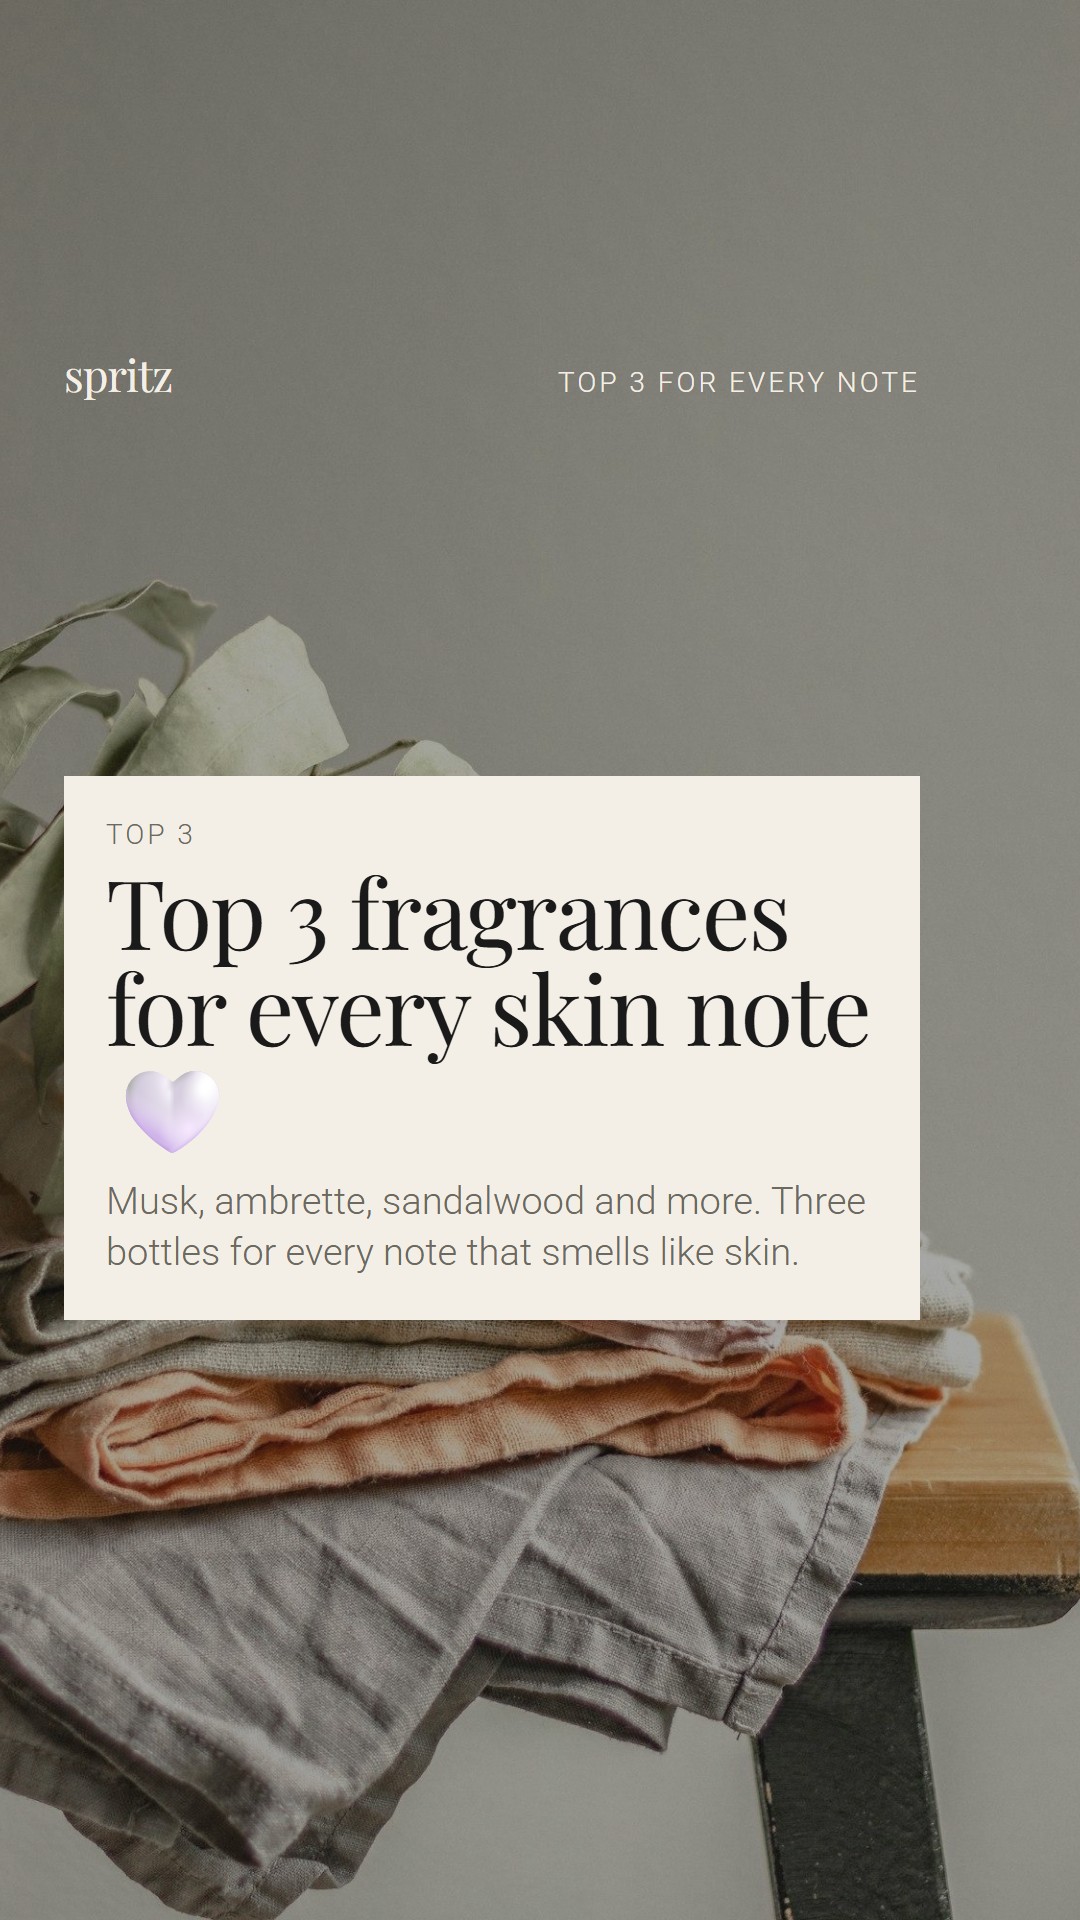 spritz
TOP 3 FOR EVERY NOTE
TOP 3
Top 3 fragrances
for every skin note
🤍
Musk, ambrette, sandalwood and more. Three
bottles for every note that smells like skin.